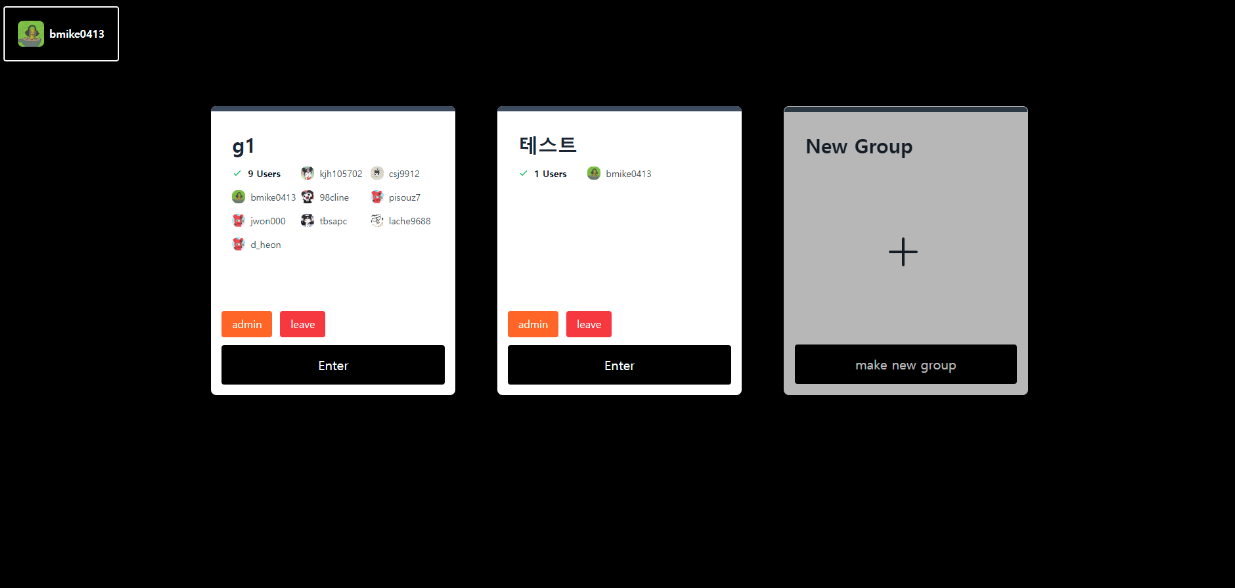 bmike0413
g1
9 Users kjh105702 csj9912
bmike0413 98cline pisouz7
jwon000 tbsapc lache9688
d_heon
admin leave
Enter
테스트
1 Users bmike0413
admin leave
Enter
New Group
make new group